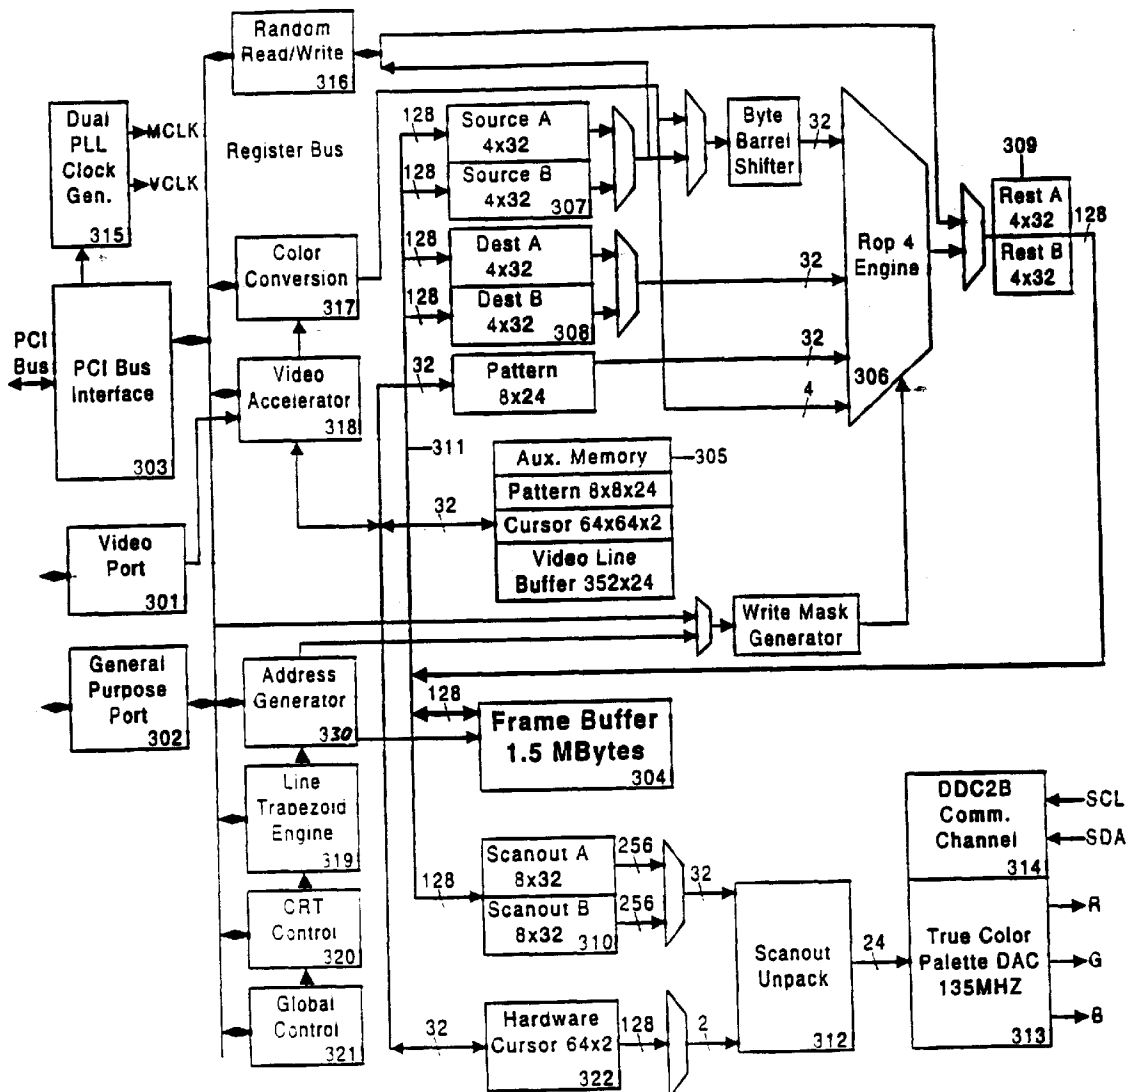 Random
Read/Write
316
305
Dual
PLL
Clock
Gen.
315
MCLK
VCLK
Register Bus
128
Source A
4x32
128
Source B
4x32
307
Byte
Barrel
Shifter
32
309
Rest A
4x32
Rest B
4x32
128
Color
Conversion
317
128
Dest A
4x32
128
Dest B
4x32
308
32
Rop 4
Engine
306
PCI
Bus
PCI Bus
Interface
303
Video
Accelerator
318
32
Pattern
8x24
32
4
311
Aux. Memory
305
Pattern 8x8x24
Cursor 64x64x2
Video Line
Buffer 352x24
32
Video
Port
301
Write Mask
Generator
General
Purpose
Port
302
Address
Generator
330
128
Frame Buffer
1.5 MBytes
304
Line
Trapezoid
Engine
319
CRT
Control
320
Global
Control
321
128
Scanout A
8x32
256
Scanout B
8x32
310
256
32
Scanout
Unpack
312
24
DDC2B
Comm.
Channel
314
SCL
SDA
True Color
Palette DAC
135MHZ
313
R
G
B
32
Hardware
Cursor 64x2
322
128
2